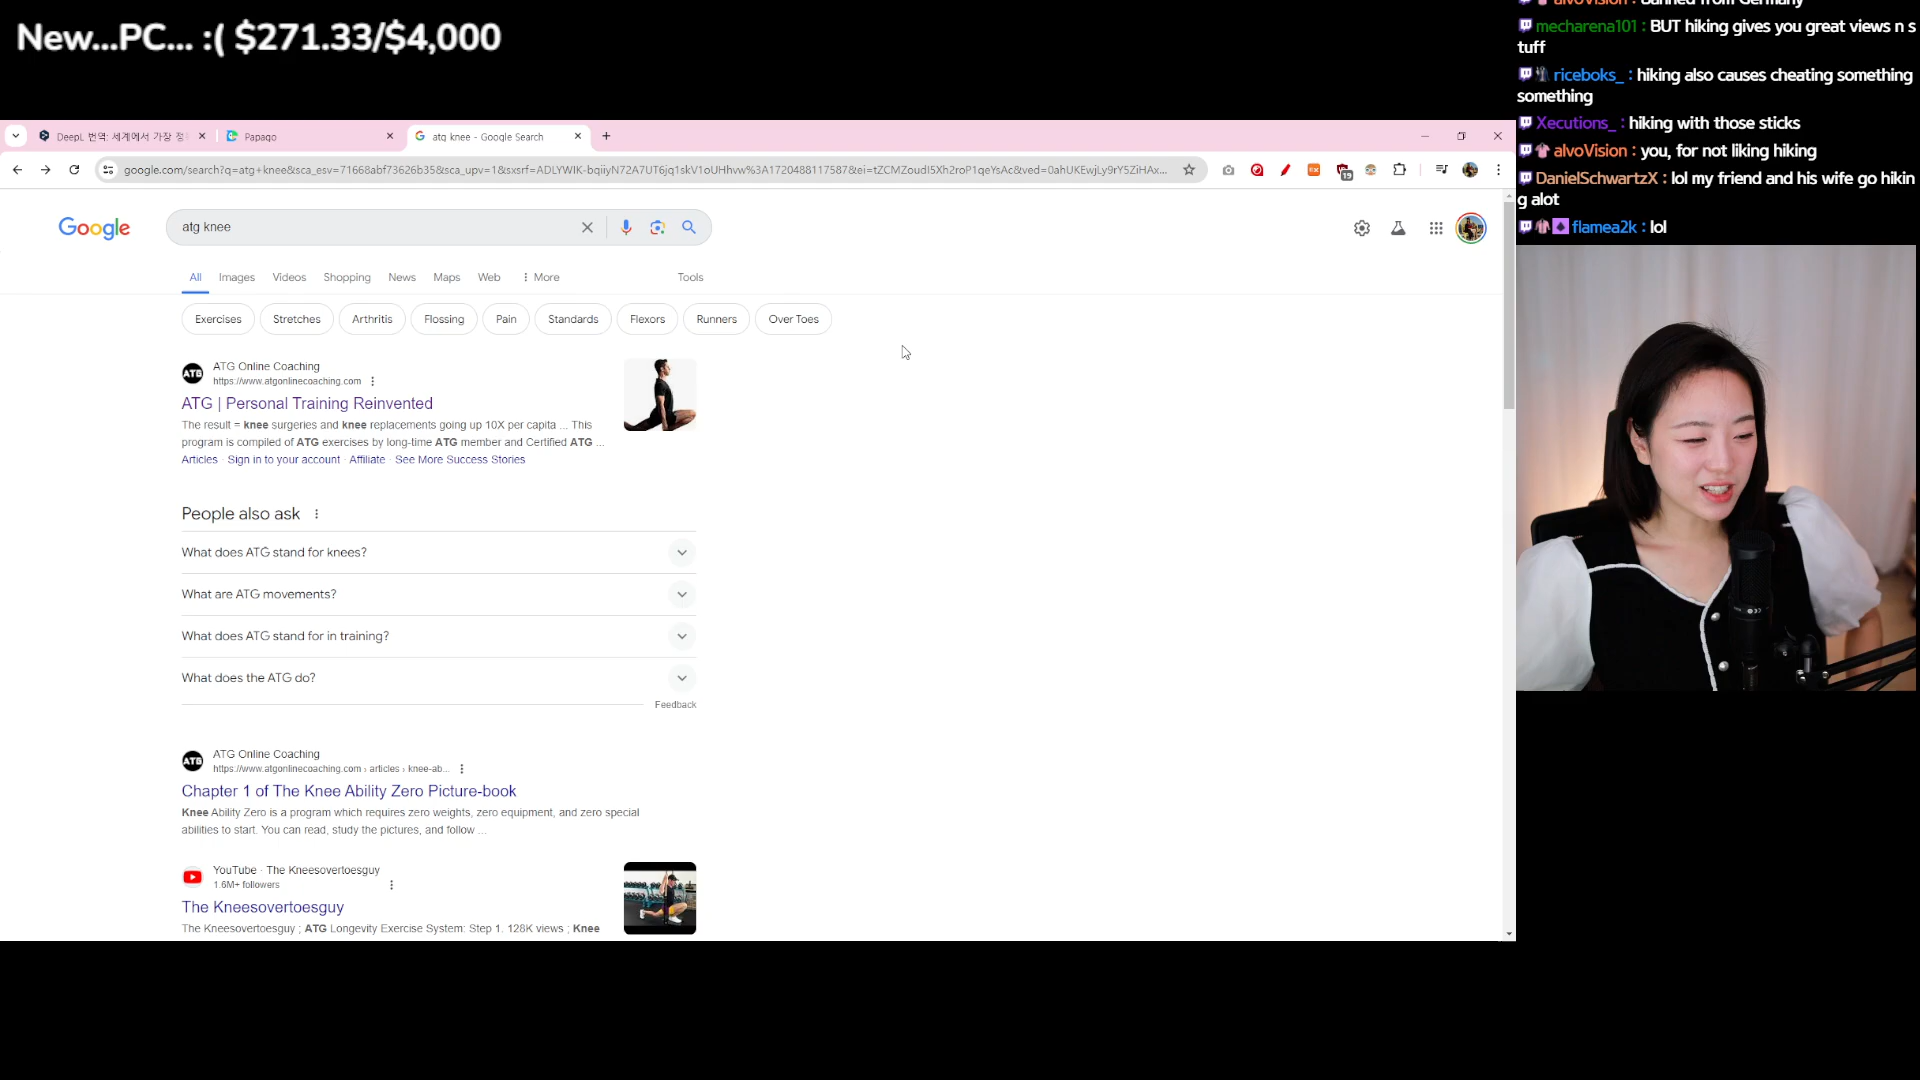 New...PC... :( $271.33/$4,000
DeepL 번역: 세계에서 가장 정
Papago
atg knee - Google Search
google.com/search?q=atg+knee&sca_esv=71668abf73626b35&sca_upv=1&sxsrf=ADLYWIK-bqiiyN72A7UT6jq1skV1oUHhvw%3A1720488117587&ei=tZCMZoudI5Xh2roP1qeYsAc&ved=0ahUKEwjLy9rY5ZiHAx...
15
Google
atg knee
All
Images
Videos
Shopping
News
Maps
Web
More
Tools
Exercises
Stretches
Arthritis
Flossing
Pain
Standards
Flexors
Runners
Over Toes
ATG
ATG Online Coaching
https://www.atgonlinecoaching.com
ATG | Personal Training Reinvented
The result = knee surgeries and knee replacements going up 10X per capita ... This
program is compiled of ATG exercises by long-time ATG member and Certified ATG ...
Articles · Sign in to your account · Affiliate · See More Success Stories
People also ask
What does ATG stand for knees?
What are ATG movements?
What does ATG stand for in training?
What does the ATG do?
Feedback
ATG
ATG Online Coaching
https://www.atgonlinecoaching.com › articles › knee-ab...
Chapter 1 of The Knee Ability Zero Picture-book
Knee Ability Zero is a program which requires zero weights, zero equipment, and zero special
abilities to start. You can read, study the pictures, and follow ...
YouTube · The Kneesovertoesguy
1.6M+ followers
The Kneesovertoesguy
The Kneesovertoesguy ; ATG Longevity Exercise System: Step 1. 128K views ; Knee
alvoVision : Banned from Germany
mecharena101 : BUT hiking gives you great views n s
tuff
riceboks_ : hiking also causes cheating something
something
Xecutions_ : hiking with those sticks
alvoVision : you, for not liking hiking
DanielSchwartzX : lol my friend and his wife go hikin
g alot
flamea2k : lol